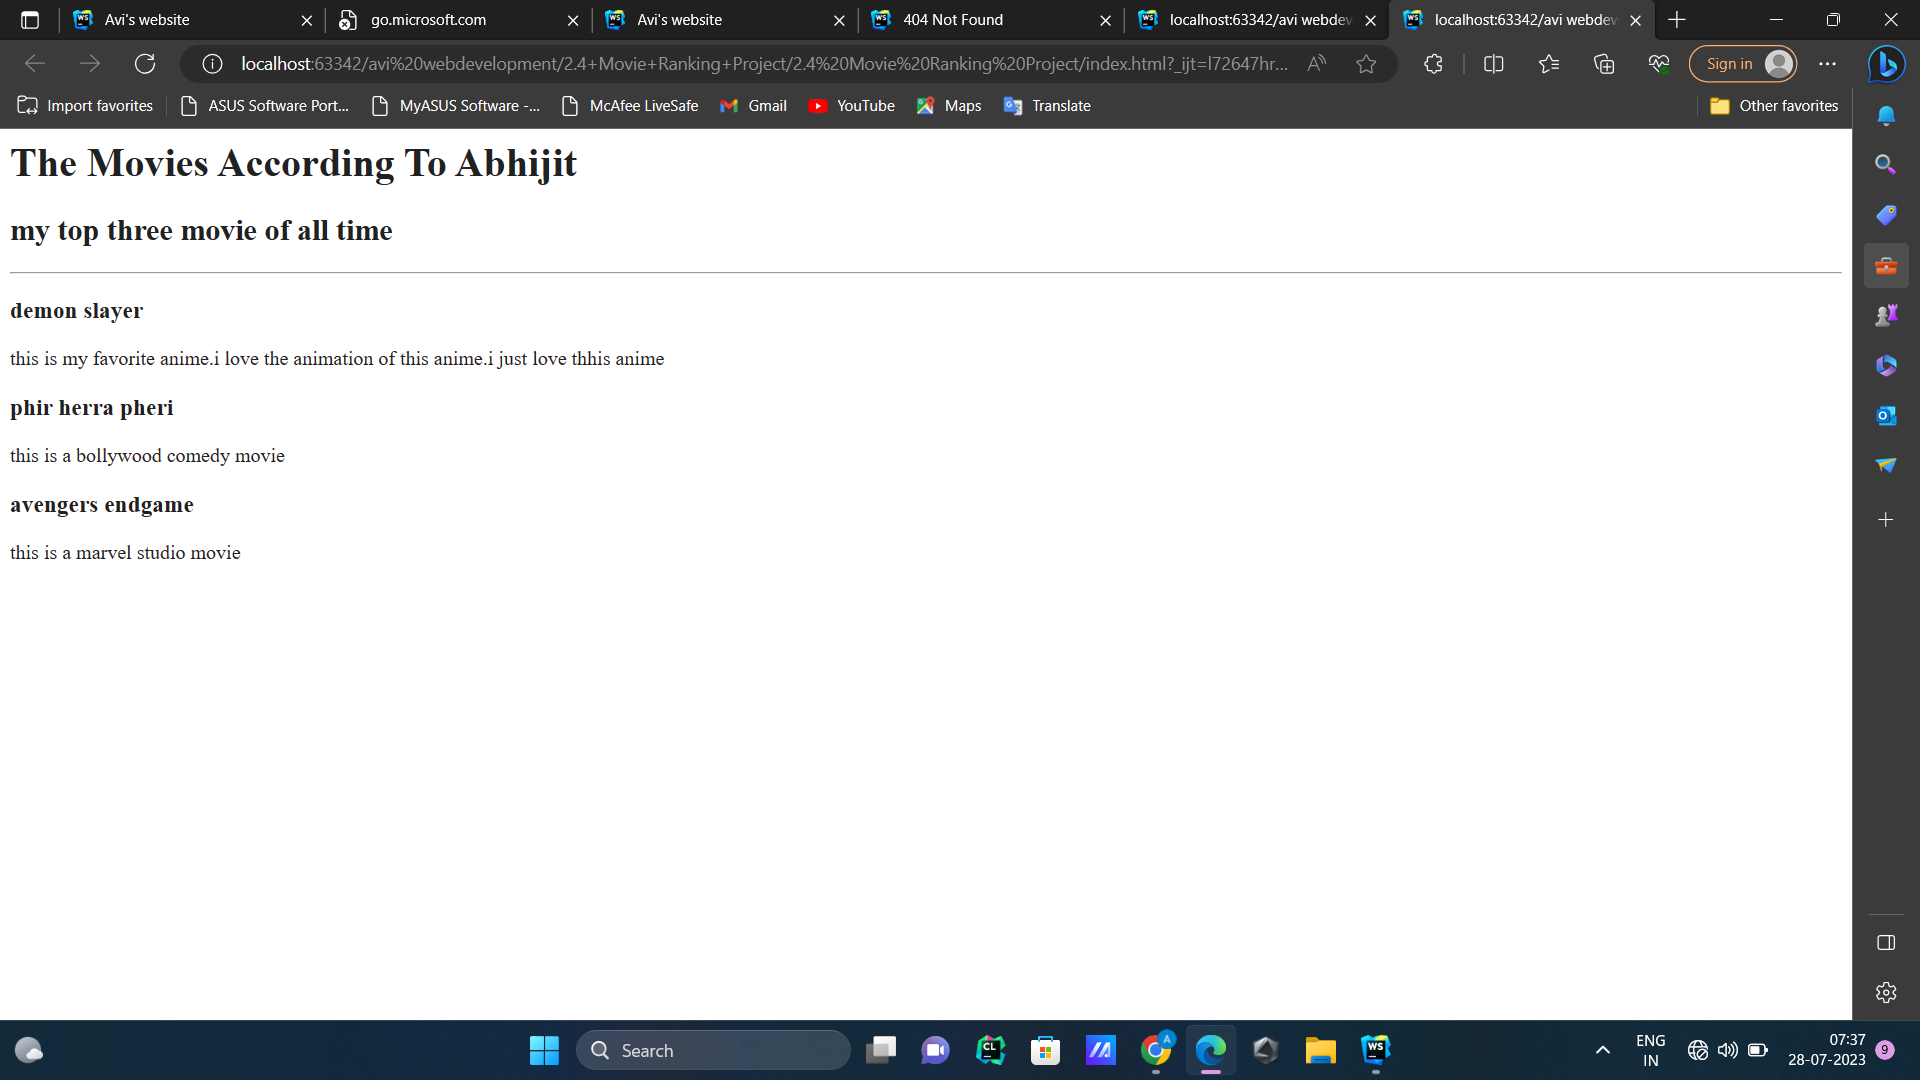 Avi's website
go.microsoft.com
Avi's website
404 Not Found
localhost:63342/avi webdev
localhost:63342/avi webdev
localhost:63342/avi%20webdevelopment/2.4+Movie+Ranking+Project/2.4%20Movie%20Ranking%20Project/index.html?_ijt=l72647hr...
Sign in
Import favorites
ASUS Software Port...
MyASUS Software -...
McAfee LiveSafe
Gmail
YouTube
Maps
Translate
Other favorites
The Movies According To Abhijit
my top three movie of all time
demon slayer
this is my favorite anime.i love the animation of this anime.i just love thhis anime
phir herra pheri
this is a bollywood comedy movie
avengers endgame
this is a marvel studio movie
Search
ENG
IN
07:37
28-07-2023
9